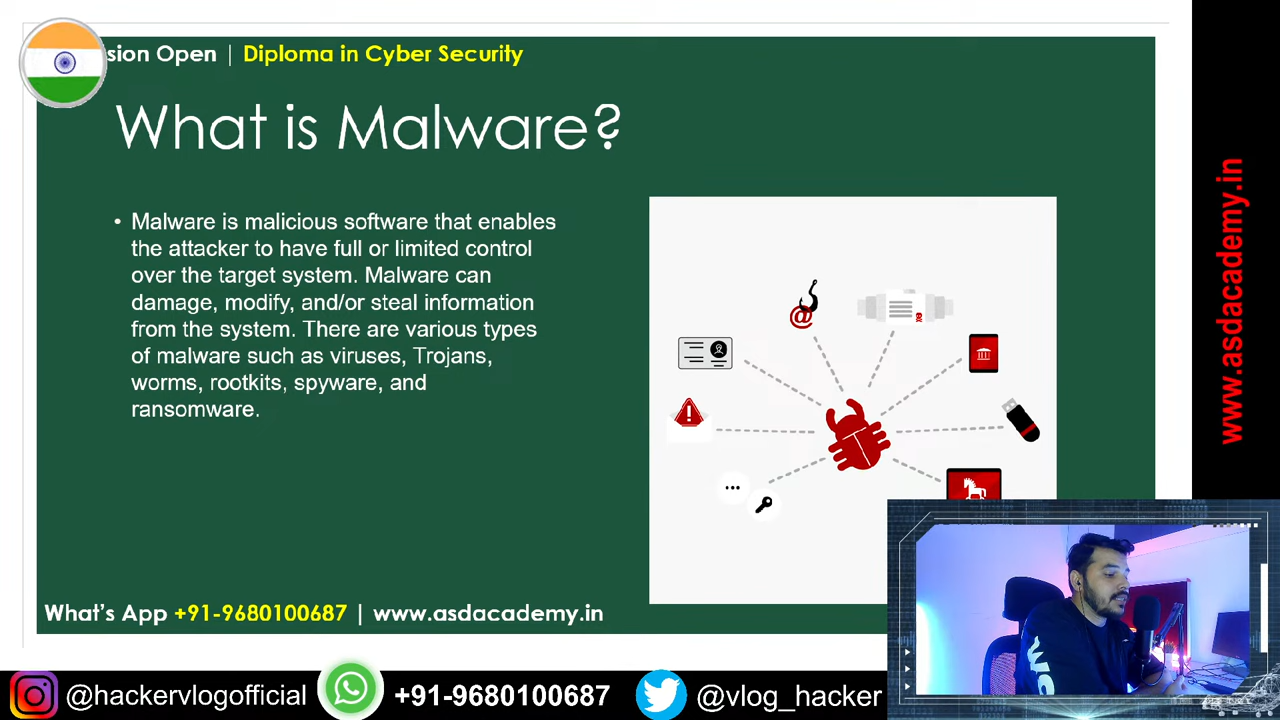 sion Open | Diploma in Cyber Security
What is Malware?
• Malware is malicious software that enables
the attacker to have full or limited control
over the target system. Malware can
damage, modify, and/or steal information
from the system. There are various types
of malware such as viruses, Trojans,
worms, rootkits, spyware, and
ransomware.
@
What's App +91-9680100687 | www.asdacademy.in
www.asdacademy.in
@hackervlogofficial
+91-9680100687
@vlog_hacker